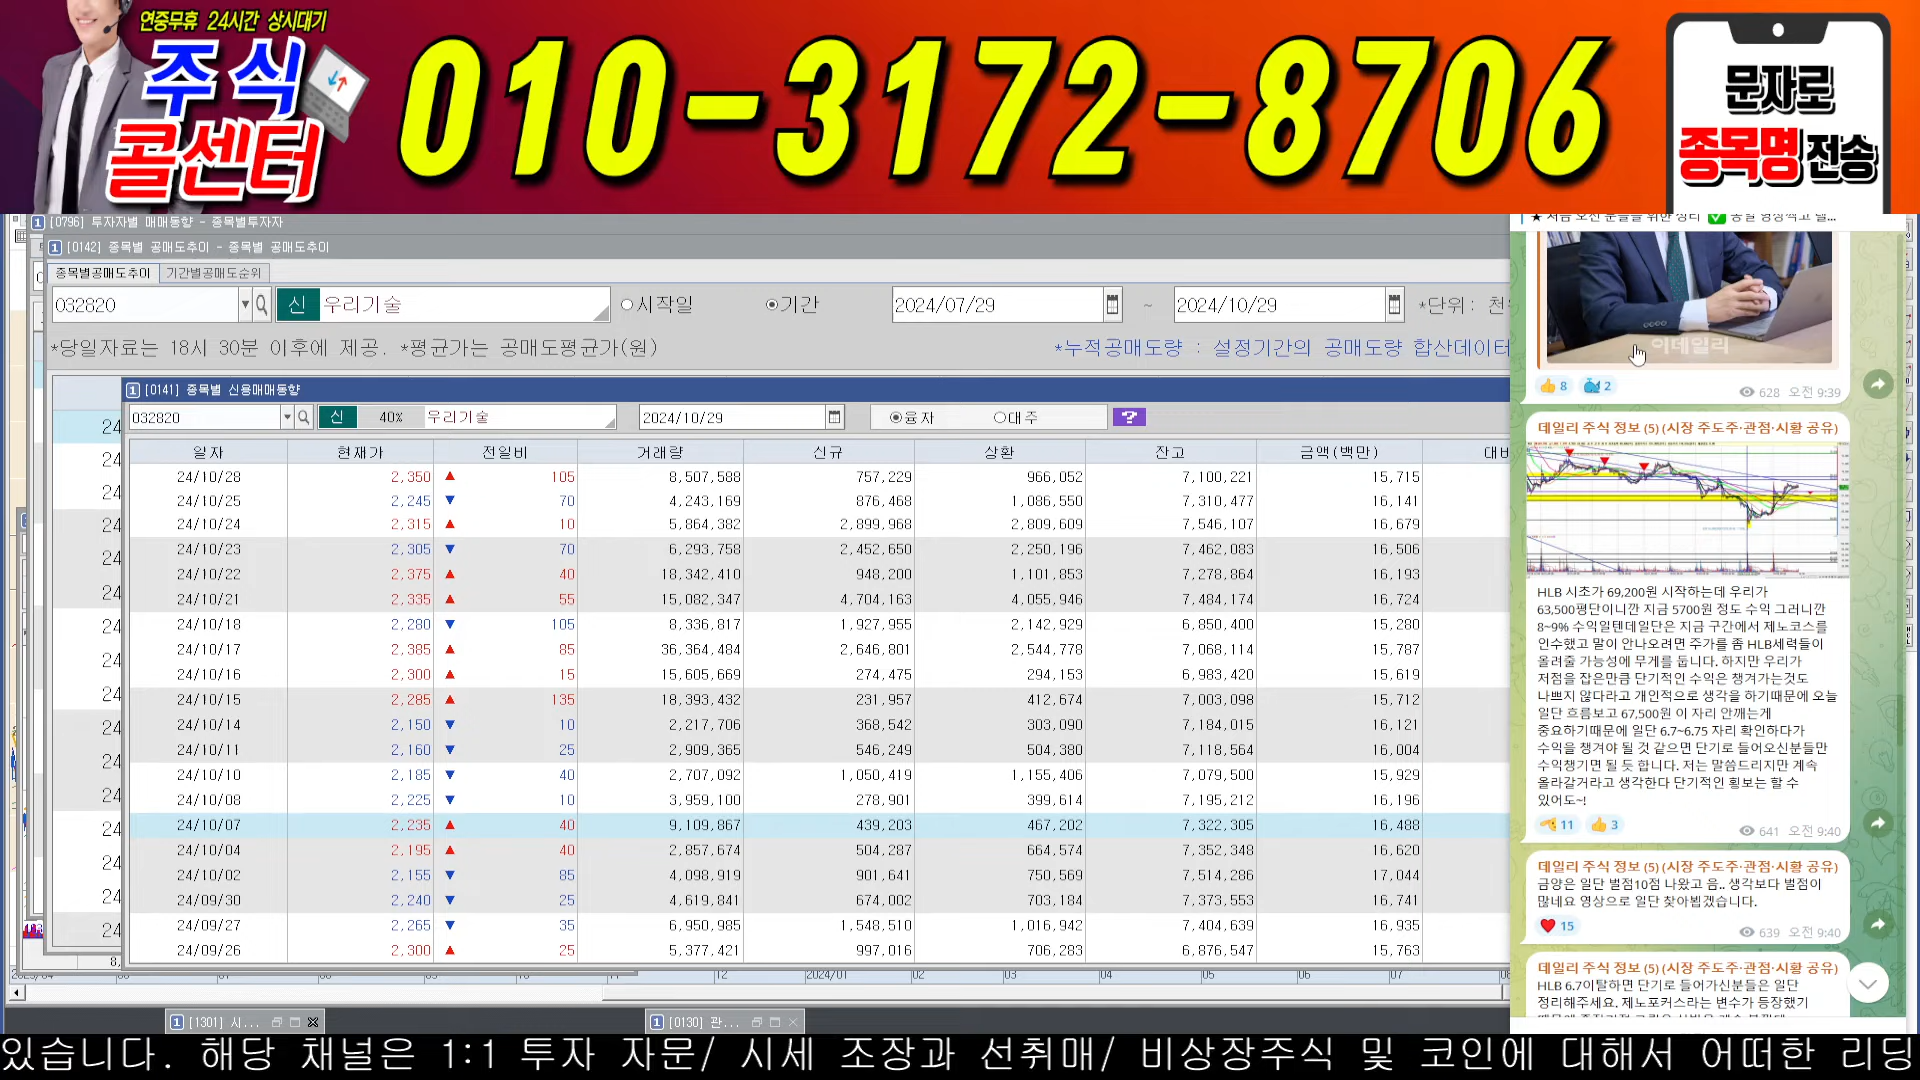 연중무휴 24시간 상시대기
주식
콜센터
010-3172-8706
문자로
종목명 전송
[0796] 투자자별 매매동향 - 종목별투자자
[0142] 종목별 공매도추이 - 종목별 공매도추이
종목별공매도추이 기간별공매도순위
032820 신 우리기술 시작일 기간 2024/07/29 ~ 2024/10/29 *단위 :
*당일자료는 18시 30분 이후에 제공. *평균가는 공매도평균가(원) *누적공매도량 : 설정기간의 공매도량 합산데이터
[0141] 종목별 신용매매동향
032820 신 40% 우리기술 2024/10/29 융자 대주 ?
일자 현재가 전일비 거래량 신규 상환 잔고 금액(백만)
24/10/28 2,350 ▲ 105 8,507,588 757,229 966,052 7,100,221 15,715
24/10/25 2,245 ▼ 70 4,243,169 876,468 1,086,550 7,310,477 16,141
24/10/24 2,315 ▲ 10 5,864,382 2,899,968 2,809,609 7,546,107 16,679
24/10/23 2,305 ▼ 70 6,293,758 2,452,650 2,250,196 7,462,083 16,506
24/10/22 2,375 ▲ 40 18,342,410 948,200 1,101,853 7,278,864 16,193
24/10/21 2,335 ▲ 55 15,082,347 4,704,163 4,055,946 7,484,174 16,724
24/10/18 2,280 ▼ 105 8,336,817 1,927,955 2,142,929 6,850,400 15,280
24/10/17 2,385 ▲ 85 36,364,484 2,646,801 2,544,778 7,068,114 15,787
24/10/16 2,300 ▲ 15 15,605,669 274,475 294,153 6,983,420 15,619
24/10/15 2,285 ▲ 135 18,393,432 231,957 412,674 7,003,098 15,712
24/10/14 2,150 ▼ 10 2,217,706 368,542 303,090 7,184,015 16,121
24/10/11 2,160 ▼ 25 2,909,365 546,249 504,380 7,118,564 16,004
24/10/10 2,185 ▼ 40 2,707,092 1,050,419 1,155,406 7,079,500 15,929
24/10/08 2,225 ▼ 10 3,959,100 278,901 399,614 7,195,212 16,196
24/10/07 2,235 ▲ 40 9,109,867 439,203 467,202 7,322,305 16,488
24/10/04 2,195 ▲ 40 2,857,674 504,287 664,574 7,352,348 16,620
24/10/02 2,155 ▼ 85 4,098,919 901,641 750,569 7,514,286 17,044
24/09/30 2,240 ▼ 25 4,619,841 674,002 703,184 7,373,553 16,741
24/09/27 2,265 ▼ 35 6,950,985 1,548,510 1,016,942 7,404,639 16,935
24/09/26 2,300 ▲ 25 5,377,421 997,016 706,283 6,876,547 15,763
12 2024/01 02 03 04 05 06 07
[1301] 시... [0130] 관...
이데일리
8 2 628 오전 9:39
데일리 주식 정보 (5) (시장 주도주·관점·시황 공유)
HLB 시초가 69,200원 시작하는데 우리가
63,500평단이니깐 지금 5700원 정도 수익 그러니깐
8~9% 수익일텐데일단은 지금 구간에서 제노코스를
인수했고 말이 안나오려면 주가를 좀 HLB세력들이
올려줄 가능성에 무게를 둡니다. 하지만 우리가
저점을 잡은만큼 단기적인 수익은 챙겨가는것도
나쁘지 않다라고 개인적으로 생각을 하기때문에 오늘
일단 흐름보고 67,500원 이 자리 안깨는게
중요하기때문에 일단 6.7~6.75 자리 확인하다가
수익을 챙겨야 될 것 같으면 단기로 들어오신분들만
수익챙기면 될 듯 합니다. 저는 말씀드리지만 계속
올라갈거라고 생각한다 단기적인 횡보는 할 수
있어도~!
11 3 641 오전 9:40
데일리 주식 정보 (5) (시장 주도주·관점·시황 공유)
금양은 일단 벌점10점 나왔고 음.. 생각보다 벌점이
많네요 영상으로 일단 찾아뵙겠습니다.
15 639 오전 9:40
데일리 주식 정보 (5) (시장 주도주·관점·시황 공유)
HLB 6.7이탈하면 단기로 들어가신분들은 일단
정리해주세요. 제노포커스라는 변수가 등장했기
있습니다. 해당 채널은 1:1 투자 자문/ 시세 조장과 선취매/ 비상장주식 및 코인에 대해서 어떠한 리딩